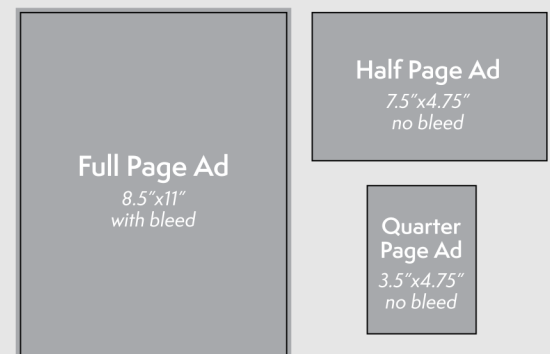 Full Page Ad
8.5”x11”
with bleed
Half Page Ad
7.5”x4.75”
no bleed
Quarter
Page Ad
3.5”x4.75”
no bleed